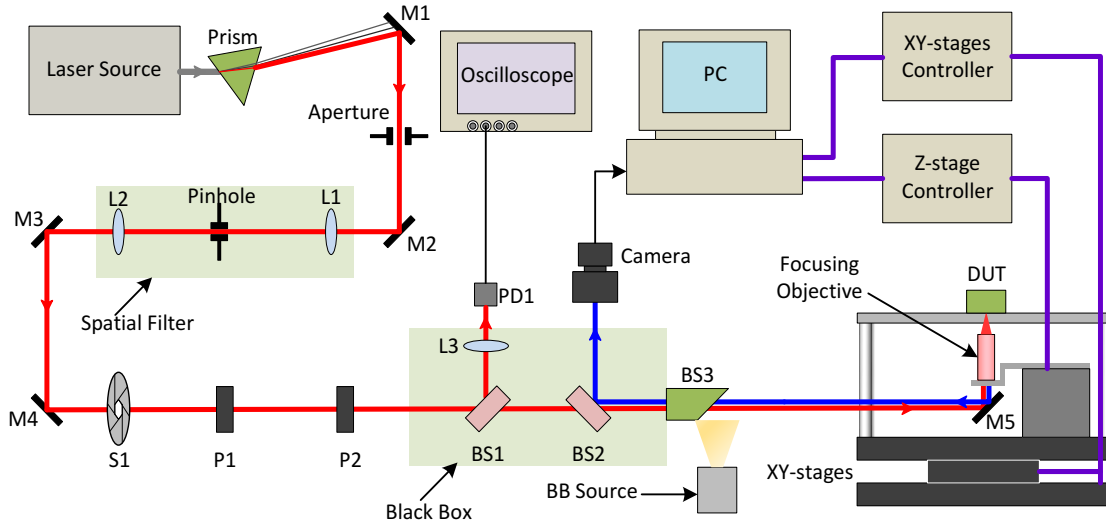 M1
Prism
Laser Source
Oscilloscope
PC
XY-stages
Controller
Aperture
Z-stage
Controller
L2
Pinhole
L1
M3
M2
Camera
Focusing
Objective
DUT
PD1
Spatial Filter
L3
BS3
M4
M5
S1
P1
P2
BS1
BS2
XY-stages
BB Source
Black Box